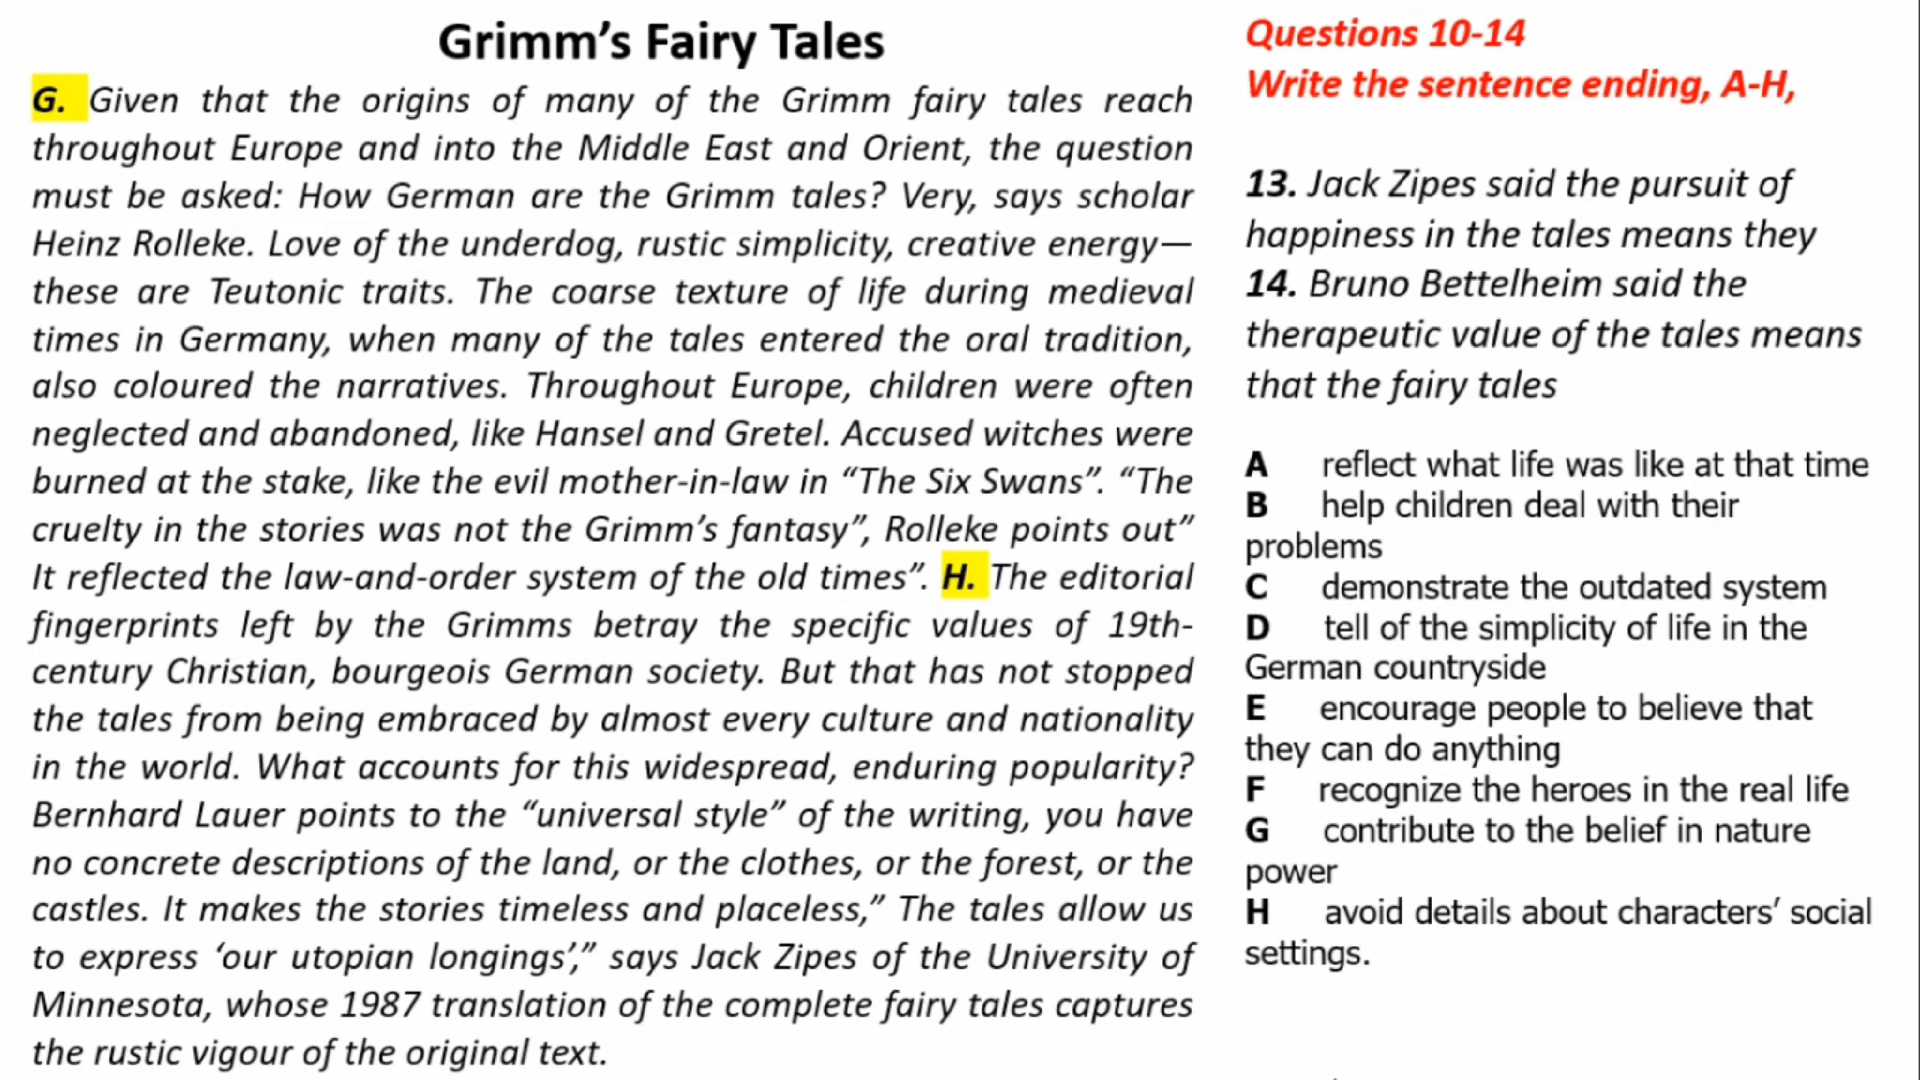 Grimm's Fairy Tales
G. Given that the origins of many of the Grimm fairy tales reach
throughout Europe and into the Middle East and Orient, the question
must be asked: How German are the Grimm tales? Very, says scholar
Heinz Rolleke. Love of the underdog, rustic simplicity, creative energy—
these are Teutonic traits. The coarse texture of life during medieval
times in Germany, when many of the tales entered the oral tradition,
also coloured the narratives. Throughout Europe, children were often
neglected and abandoned, like Hansel and Gretel. Accused witches were
burned at the stake, like the evil mother-in-law in “The Six Swans”. “The
cruelty in the stories was not the Grimm’s fantasy”, Rolleke points out”
It reflected the law-and-order system of the old times”. H. The editorial
fingerprints left by the Grimms betray the specific values of 19th-
century Christian, bourgeois German society. But that has not stopped
the tales from being embraced by almost every culture and nationality
in the world. What accounts for this widespread, enduring popularity?
Bernhard Lauer points to the “universal style” of the writing, you have
no concrete descriptions of the land, or the clothes, or the forest, or the
castles. It makes the stories timeless and placeless,” The tales allow us
to express ‘our utopian longings’,” says Jack Zipes of the University of
Minnesota, whose 1987 translation of the complete fairy tales captures
the rustic vigour of the original text.
Questions 10-14
Write the sentence ending, A-H,
13. Jack Zipes said the pursuit of
happiness in the tales means they
14. Bruno Bettelheim said the
therapeutic value of the tales means
that the fairy tales
A reflect what life was like at that time
B help children deal with their
problems
C demonstrate the outdated system
D tell of the simplicity of life in the
German countryside
E encourage people to believe that
they can do anything
F recognize the heroes in the real life
G contribute to the belief in nature
power
H avoid details about characters’ social
settings.